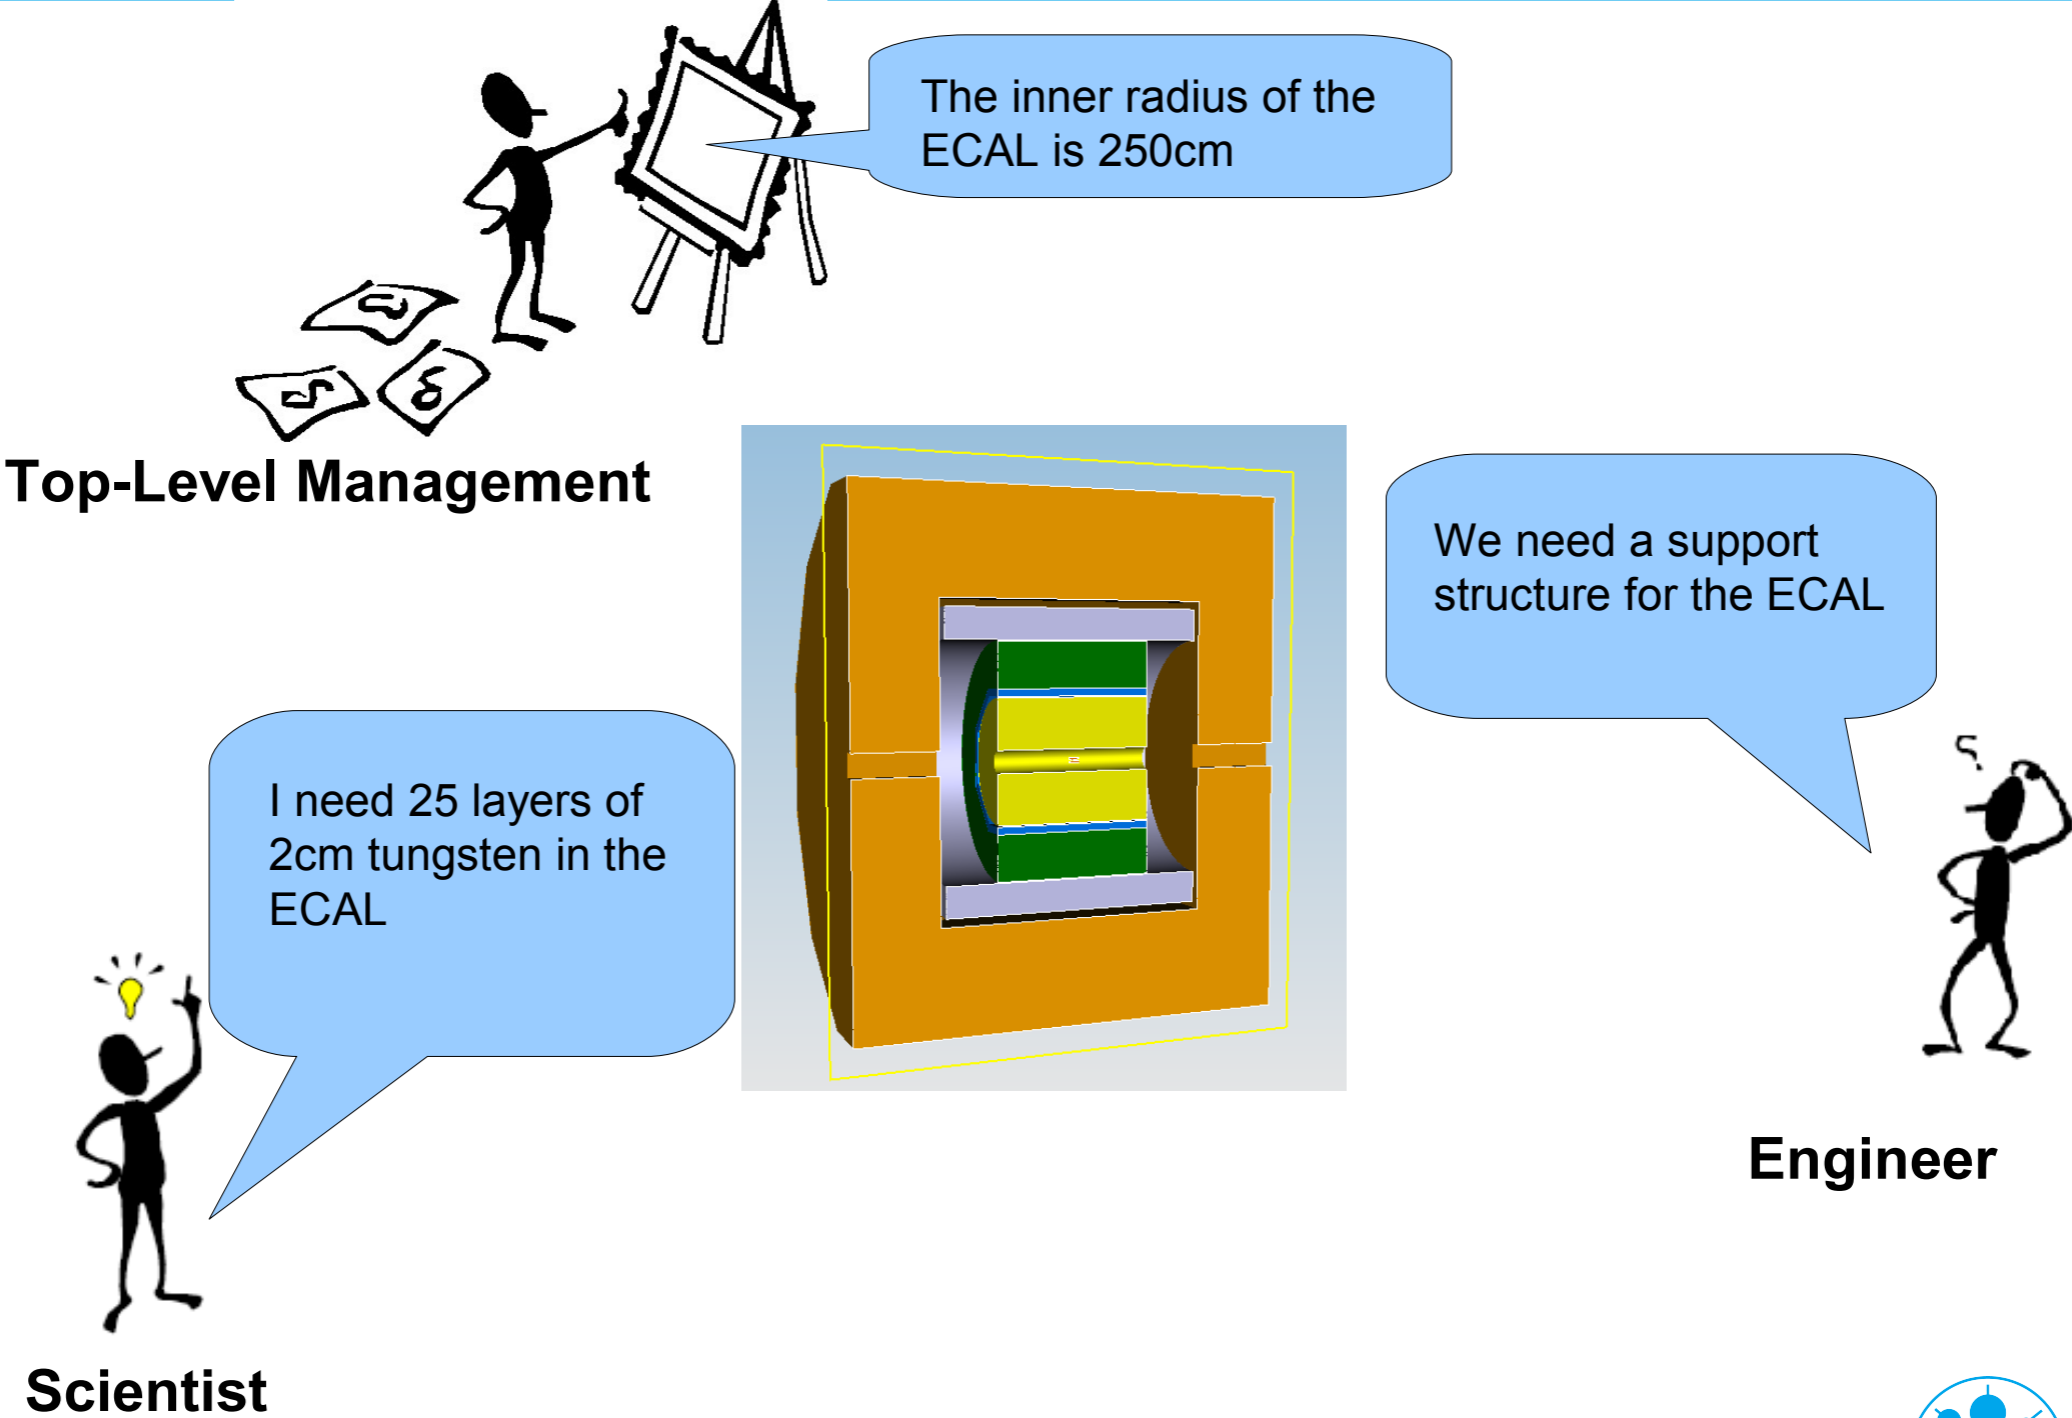 The inner radius of the
ECAL is 250cm
Top-Level Management
We need a support
structure for the ECAL
I need 25 layers of
2cm tungsten in the
ECAL
Engineer
Scientist